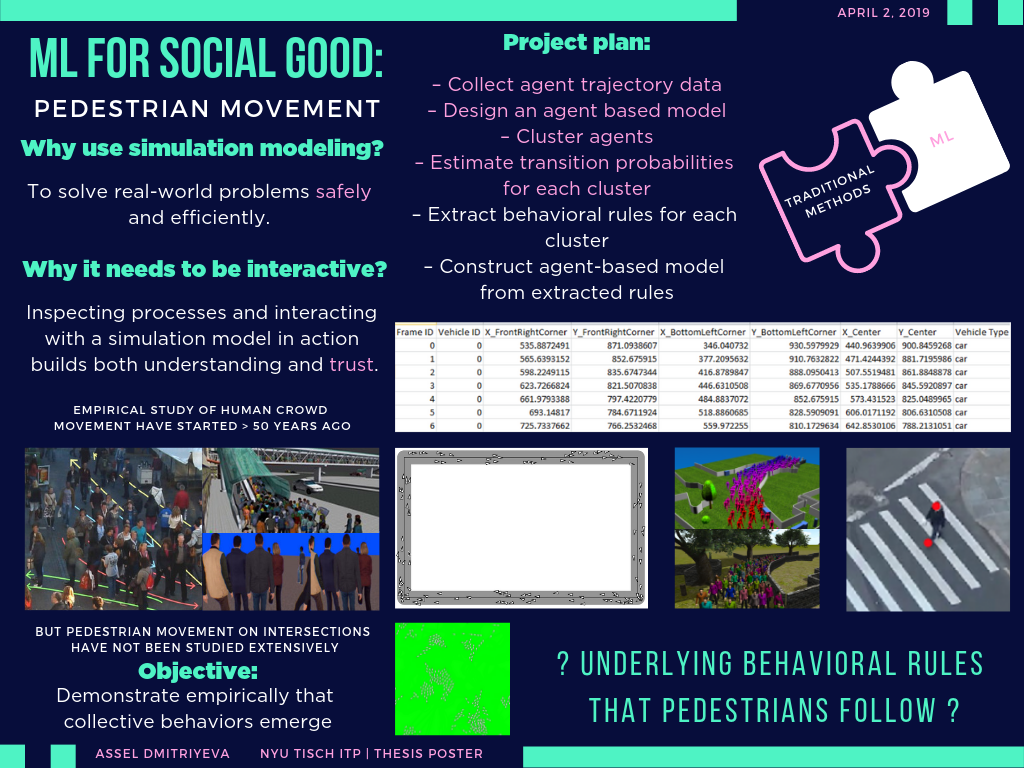 APRIL 2, 2019
ML FOR SOCIAL GOOD:
PEDESTRIAN MOVEMENT
Why use simulation modeling?
To solve real-world problems safely
and efficiently.
Why it needs to be interactive?
Inspecting processes and interacting
with a simulation model in action
builds both understanding and trust.
EMPIRICAL STUDY OF HUMAN CROWD
MOVEMENT HAVE STARTED > 50 YEARS AGO
BUT PEDESTRIAN MOVEMENT ON INTERSECTIONS
HAVE NOT BEEN STUDIED EXTENSIVELY
Objective:
Demonstrate empirically that
collective behaviors emerge
Project plan:
– Collect agent trajectory data
– Design an agent based model
– Cluster agents
– Estimate transition probabilities
for each cluster
– Extract behavioral rules for each
cluster
– Construct agent-based model
from extracted rules
TRADITIONAL
METHODS
ML
Frame ID Vehicle ID X_FrontRightCorner Y_FrontRightCorner X_BottomLeftCorner Y_BottomLeftCorner X_Center Y_Center Vehicle Type
0 0 535.8872491 871.0938607 346.040732 930.5979929 440.9639906 900.8459268 car
1 0 565.6393152 852.675915 377.2095632 910.7632822 471.4244392 881.7195986 car
2 0 598.2249115 835.6747344 416.8789847 888.0950413 507.5519481 861.8848878 car
3 0 623.7266824 821.5070838 446.6310508 869.6770956 535.1788666 845.5920897 car
4 0 661.9793388 797.4220779 484.8837072 852.675915 573.431523 825.0489965 car
5 0 693.14817 784.6711924 518.8860685 828.5909091 606.0171192 806.6310508 car
6 0 725.7337662 766.2532468 559.972255 810.1729634 642.8530106 788.2131051 car
? UNDERLYING BEHAVIORAL RULES
THAT PEDESTRIANS FOLLOW ?
ASSEL DMITRIYEVA NYU TISCH ITP | THESIS POSTER